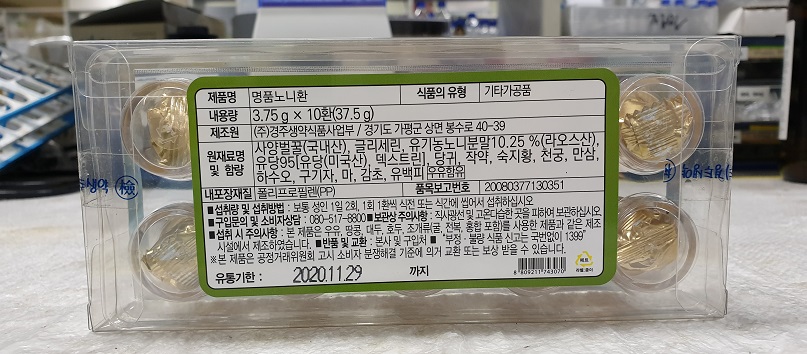 제품명 명품노니환 식품의 유형 기타가공품
내용량 3.75 g × 10환(37.5 g)
제조원 (주)경주생약식품사업부 / 경기도 가평군 상면 봉수로 40-39
원재료명 및 함량 사양벌꿀(국내산), 글리세린, 유기농노니분말10.25 %(라오스산),
유당95[유당(미국산), 덱스트린], 당귀, 작약, 숙지황, 천궁, 만삼,
하수오, 구기자, 마, 감초, 유백피 우유함유
내포장재질 폴리프로필렌(PP) 품목보고번호 20080377130351
■섭취량 및 섭취방법 : 보통 성인 1일 2회, 1회 1환씩 식전 또는 식간에 씹어서 섭취하십시오
■구입문의 및 소비자상담 : 080-517-8800 ■보관상 주의사항 : 직사광선 및 고온다습한 곳을 피하여 보관하십시오
■섭취 시 주의사항 : 본 제품은 우유, 땅콩, 대두, 호두, 조개류(굴, 전복, 홍합 포함)를 사용한 제품과 같은 제조
시설에서 제조하였습니다. ■반품 및 교환 : 본사 및 구입처 ■ "부정·불량 식품 신고는 국번없이 1399"
※본 제품은 공정거래위원회 고시 소비자 분쟁해결 기준에 의거 교환 또는 보상 받을 수 있습니다.
유통기한 : 2020.11.29 까지
8 809211 743070
檢